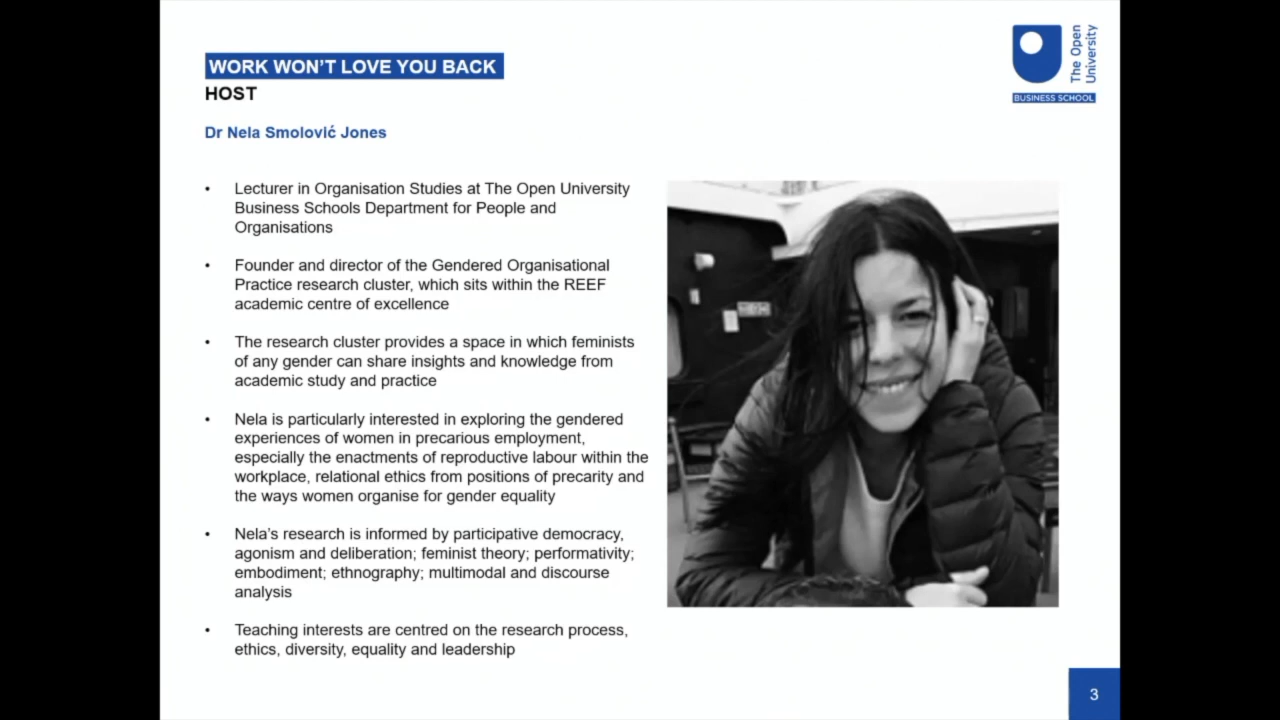 WORK WON'T LOVE YOU BACK
HOST
Dr Nela Smolović Jones
The Open
University
BUSINESS SCHOOL
• Lecturer in Organisation Studies at The Open University
Business Schools Department for People and
Organisations
• Founder and director of the Gendered Organisational
Practice research cluster, which sits within the REEF
academic centre of excellence
• The research cluster provides a space in which feminists
of any gender can share insights and knowledge from
academic study and practice
• Nela is particularly interested in exploring the gendered
experiences of women in precarious employment,
especially the enactments of reproductive labour within the
workplace, relational ethics from positions of precarity and
the ways women organise for gender equality
• Nela's research is informed by participative democracy,
agonism and deliberation; feminist theory; performativity;
embodiment; ethnography; multimodal and discourse
analysis
• Teaching interests are centred on the research process,
ethics, diversity, equality and leadership
3